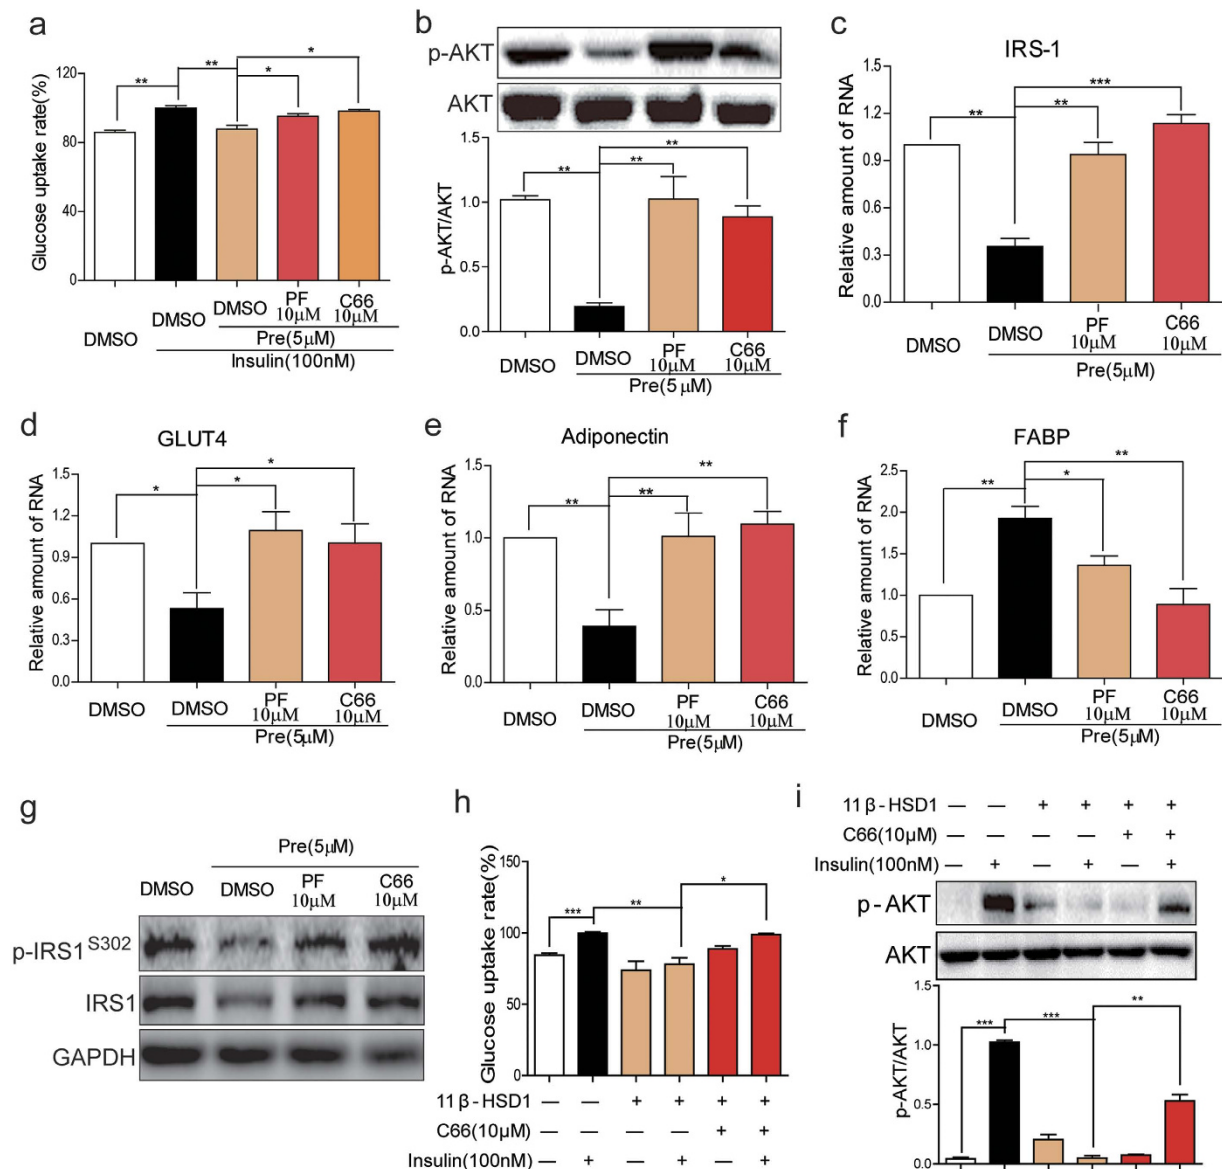 a
Glucose uptake rate(%)
120
80
40
0
** ** * *
DMSO DMSO DMSO PF 10μM C66 10μM
Pre(5μM)
Insulin(100nM)
b
p-AKT
AKT
p-AKT/AKT
1.5
1.0
0.5
0.0
** ** **
DMSO DMSO PF 10μM C66 10μM
Pre(5μM)
c
IRS-1
Relative amount of RNA
1.5
1.2
0.9
0.6
0.3
0.0
** ** ***
DMSO DMSO PF 10μM C66 10μM
Pre(5μM)
d
GLUT4
Relative amount of RNA
1.5
1.2
0.9
0.6
0.3
0.0
* * *
DMSO DMSO PF 10μM C66 10μM
Pre(5μM)
e
Adiponectin
Relative amount of RNA
1.5
1.0
0.5
0.0
** ** **
DMSO DMSO PF 10μM C66 10μM
Pre(5μM)
f
FABP
Relative amount of RNA
2.5
2.0
1.5
1.0
0.5
0.0
** * **
DMSO DMSO PF 10μM C66 10μM
Pre(5μM)
g
Pre(5μM)
DMSO DMSO PF 10μM C66 10μM
p-IRS1 S302
IRS1
GAPDH
h
Glucose uptake rate(%)
150
100
50
0
*** ** *
11β-HSD1 — — + + + +
C66(10μM) — — — — + +
Insulin(100nM) — + — + — +
i
11β-HSD1 — — + + + +
C66(10μM) — — — — + +
Insulin(100nM) — + — + — +
p-AKT
AKT
p-AKT/AKT
1.5
1.0
0.5
0.0
*** *** **